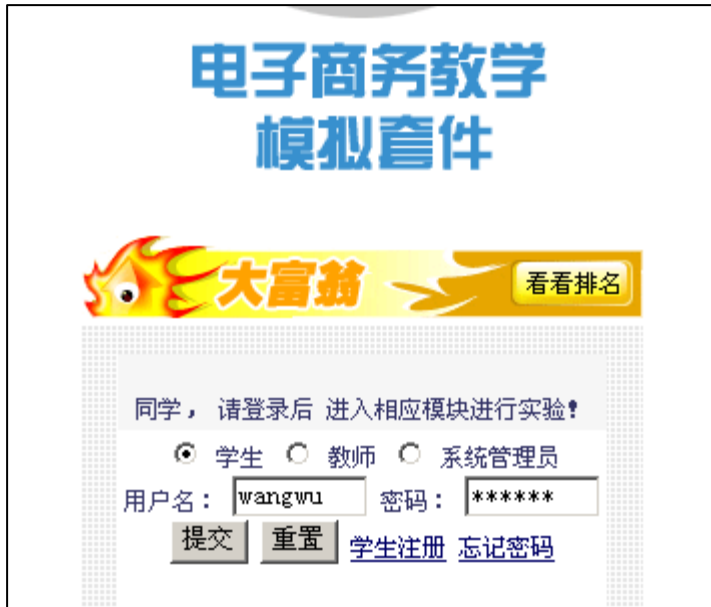 电子商务教学
模拟套件
大富翁 看看排名
同学，请登录后 进入相应模块进行实验！
学生 教师 系统管理员
用户名： wangwu 密码： ******
提交 重置 学生注册 忘记密码